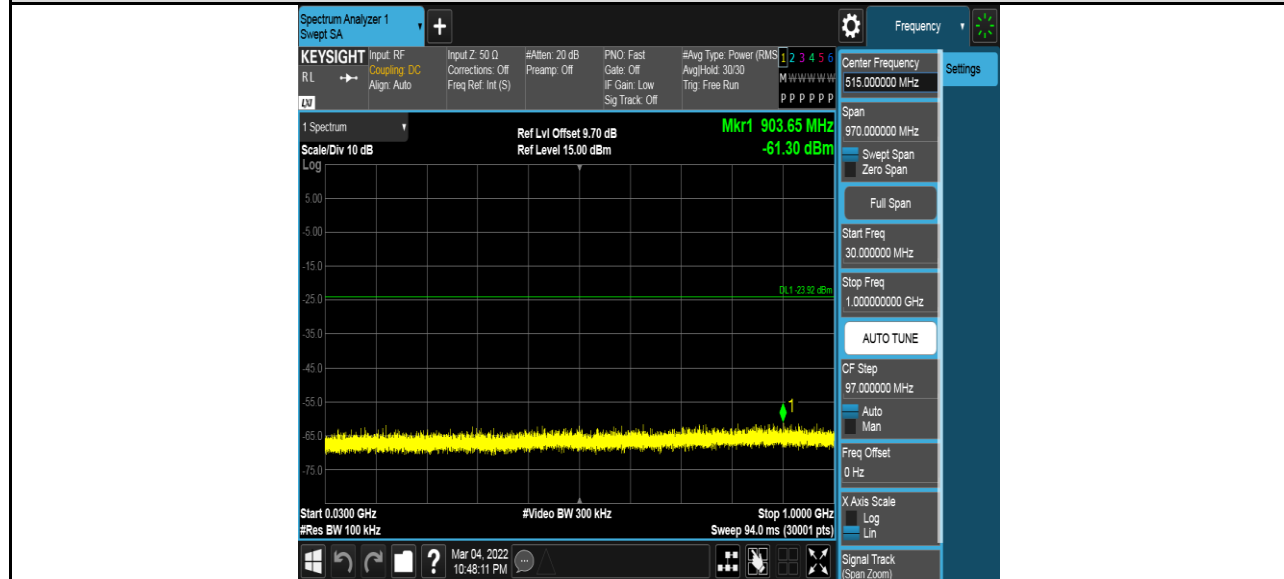 Spectrum Analyzer 1
Swept SA
+
Frequency
KEYSIGHT
RL
LXI
Input: RF
Coupling: DC
Align: Auto
Input Z: 50 Ω
Corrections: Off
Freq Ref: Int (S)
#Atten: 20 dB
Preamp: Off
PNO: Fast
Gate: Off
IF Gain: Low
Sig Track: Off
#Avg Type: Power (RMS
Avg|Hold: 30/30
Trig: Free Run
1 2 3 4 5 6
M W W W W W
P P P P P P
1 Spectrum
Scale/Div 10 dB
Ref Lvl Offset 9.70 dB
Ref Level 15.00 dBm
Mkr1 903.65 MHz
-61.30 dBm
Log
5.00
-5.00
-15.0
DL1 -23.92 dBm
-25.0
-35.0
-45.0
-55.0
1
-65.0
-75.0
Start 0.0300 GHz
#Res BW 100 kHz
#Video BW 300 kHz
Stop 1.0000 GHz
Sweep 94.0 ms (30001 pts)
?
Mar 04, 2022
10:48:11 PM
Center Frequency
515.000000 MHz
Settings
Span
970.000000 MHz
Swept Span
Zero Span
Full Span
Start Freq
30.000000 MHz
Stop Freq
1.000000000 GHz
AUTO TUNE
CF Step
97.000000 MHz
Auto
Man
Freq Offset
0 Hz
X Axis Scale
Log
Lin
Signal Track
(Span Zoom)